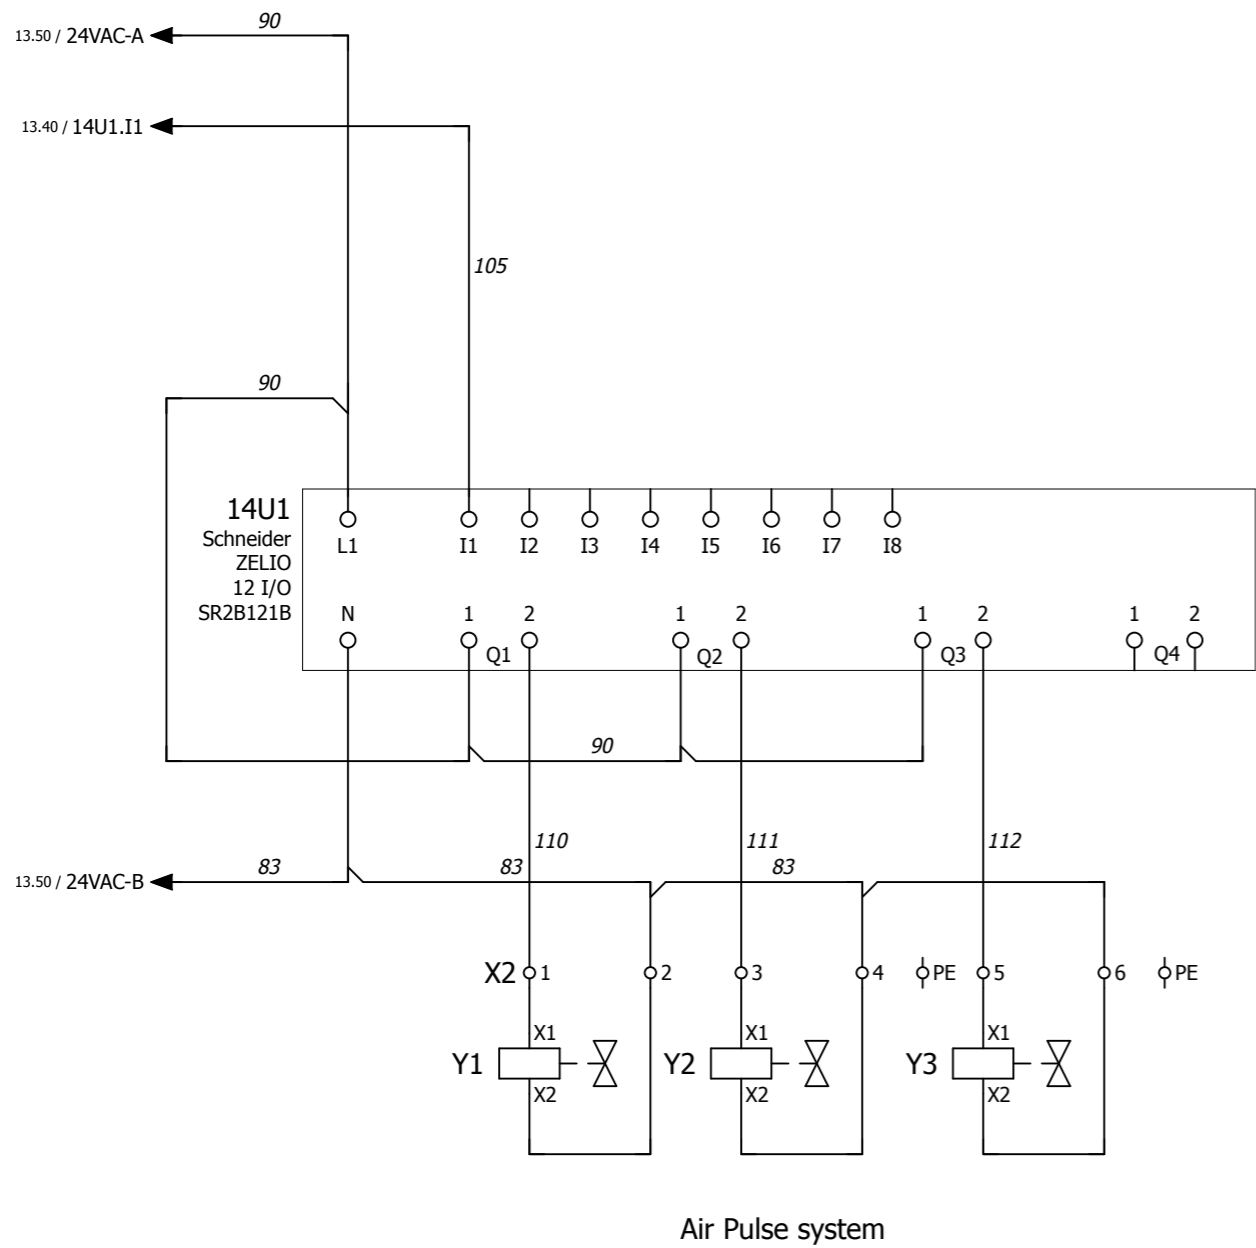 90
13.50 / 24VAC-A
13.40 / 14U1.I1
105
90
14U1
Schneider
ZELIO
12 I/O
SR2B121B
L1 I1 I2 I3 I4 I5 I6 I7 I8
N 1 2 1 2 1 2 1 2
Q1 Q2 Q3 Q4
90
110 111 112
83 83 83
13.50 / 24VAC-B
X2 1 2 3 4 PE 5 6 PE
X1 X1 X1
Y1 Y2 Y3
X2 X2 X2
Air Pulse system